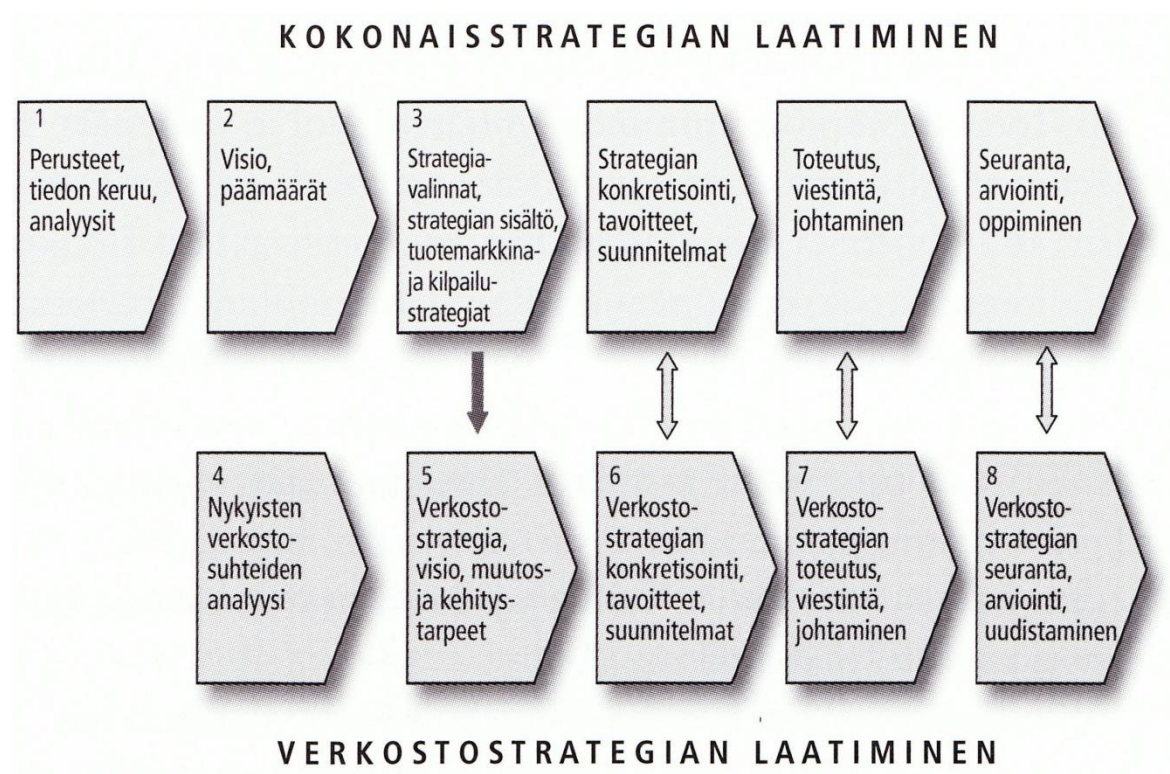 KOKONAISSTRATEGIAN LAATIMINEN
1
Perusteet,
tiedon keruu,
analyysit
2
Visio,
päämäärät
3
Strategia-
valinnat,
strategian sisältö,
tuotemarkkina-
ja kilpailu-
strategiat
Strategian
konkretisointi,
tavoitteet,
suunnitelmat
Toteutus,
viestintä,
johtaminen
Seuranta,
arviointi,
oppiminen
4
Nykyisten
verkosto-
suhteiden
analyysi
5
Verkosto-
strategia,
visio, muutos-
ja kehitys-
tarpeet
6
Verkosto-
strategian
konkretisointi,
tavoitteet,
suunnitelmat
7
Verkosto-
strategian
toteutus,
viestintä,
johtaminen
8
Verkosto-
strategian
seuranta,
arviointi,
uudistaminen
VERKOSTOSTRATEGIAN LAATIMINEN